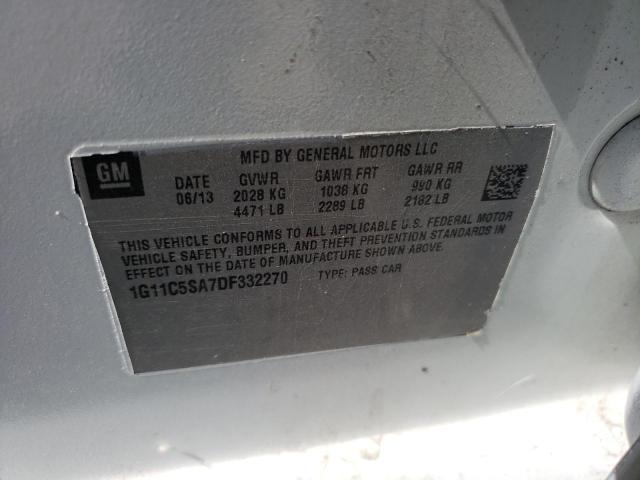 GM
MFD BY GENERAL MOTORS LLC
DATE GVWR GAWR FRT GAWR RR
06/13 2028 KG 1038 KG 990 KG
4471 LB 2289 LB 2182 LB
THIS VEHICLE CONFORMS TO ALL APPLICABLE U.S. FEDERAL MOTOR
VEHICLE SAFETY, BUMPER, AND THEFT PREVENTION STANDARDS IN
EFFECT ON THE DATE OF MANUFACTURE SHOWN ABOVE.
1G11C5SA7DF332270 TYPE: PASS CAR